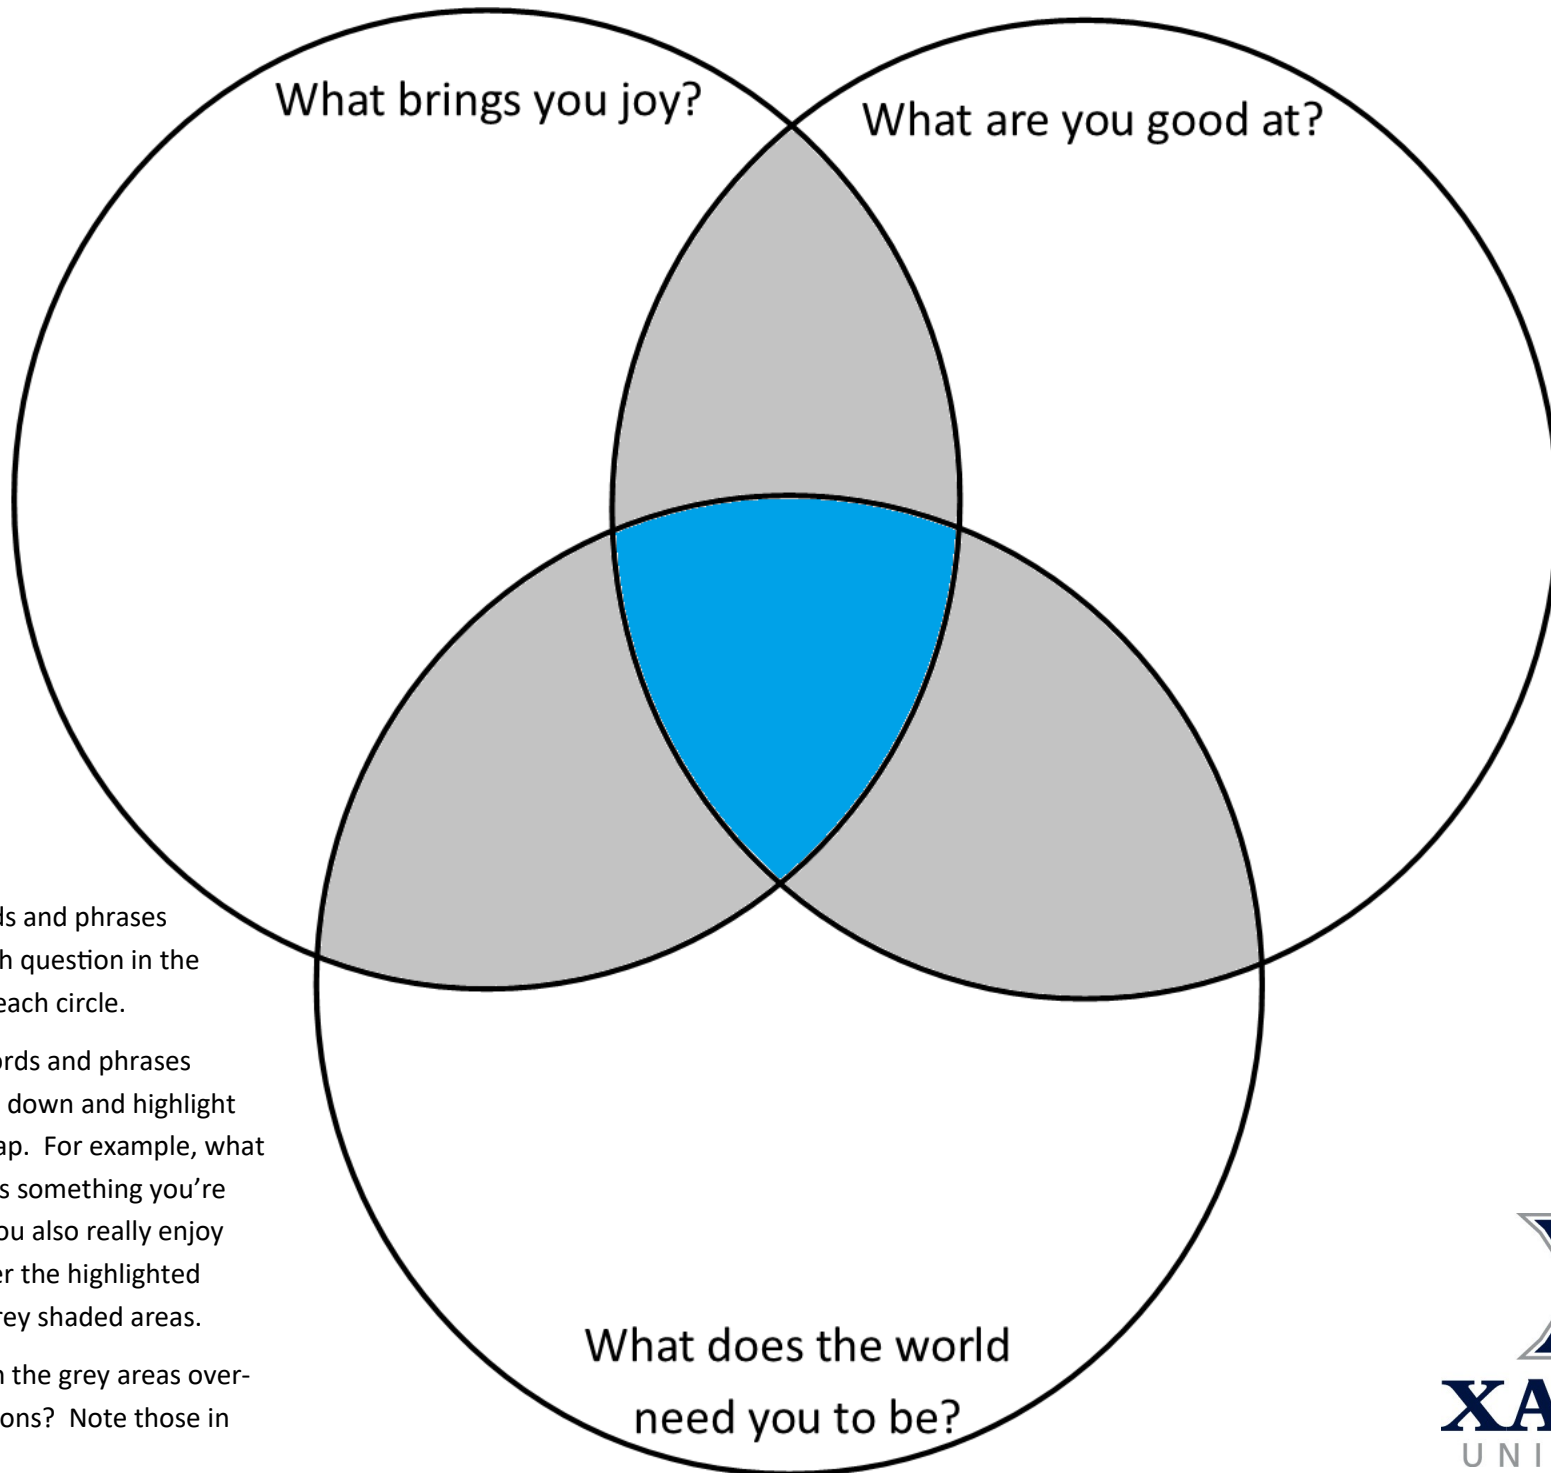 What brings you joy?
What are you good at?
ds and phrases
h question in the
each circle.
ords and phrases
down and highlight
ap. For example, what
s something you're
ou also really enjoy
er the highlighted
rey shaded areas.
n the grey areas over-
ons? Note those in
What does the world
need you to be?
XA
UNI